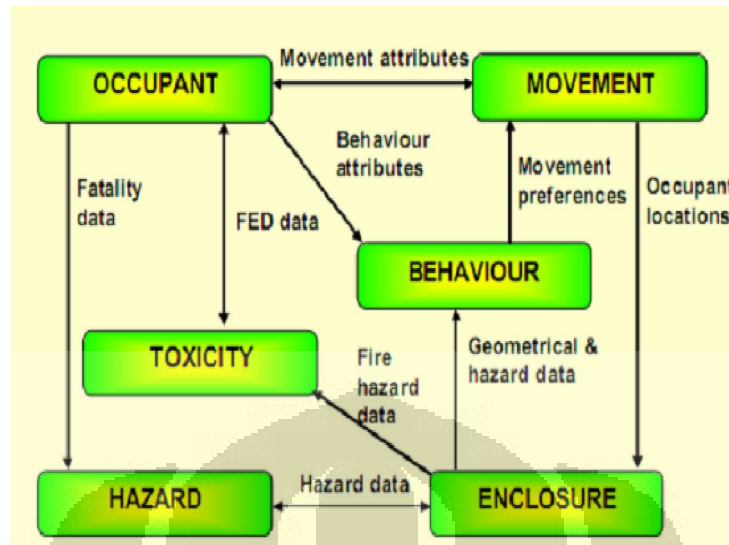 Movement attributes
OCCUPANT
MOVEMENT
Behaviour
attributes
Movement
preferences
Fatality
data
FED data
Occupant
locations
BEHAVIOUR
TOXICITY
Fire
hazard
data
Geometrical &
hazard data
HAZARD
Hazard data
ENCLOSURE